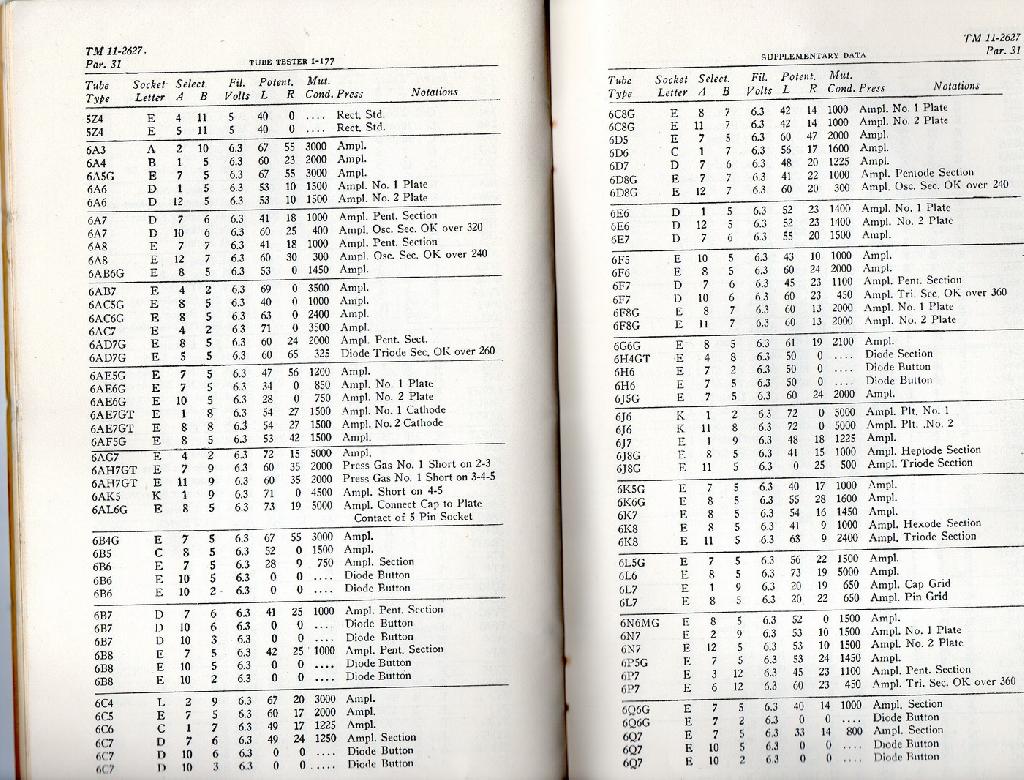 TM 11-2627.
Par. 31
TUBE TESTER I-177
Tube Socket Select. Fil. Potent. Mut.
Type Letter A B Volts L R Cond. Press Notations
5Z4 E 4 11 5 40 0 .... Rect. Std.
5Z4 E 5 11 5 40 0 .... Rect. Std.
6A3 A 2 10 6.3 67 55 3000 Ampl.
6A4 B 1 5 6.3 60 23 2000 Ampl.
6A5G E 7 5 6.3 67 55 3000 Ampl.
6A6 D 1 5 6.3 53 10 1500 Ampl. No. 1 Plate
6A6 D 12 5 6.3 53 10 1500 Ampl. No. 2 Plate
6A7 D 7 6 6.3 41 18 1000 Ampl. Pent. Section
6A7 D 10 6 6.3 60 25 400 Ampl. Osc. Sec. OK over 320
6A8 E 7 7 6.3 41 18 1000 Ampl. Pent. Section
6A8 E 12 7 6.3 60 30 300 Ampl. Osc. Sec. OK over 240
6AB6G E 8 5 6.3 53 0 1450 Ampl.
6AB7 E 4 2 6.3 69 0 3500 Ampl.
6AC5G E 8 5 6.3 40 0 1000 Ampl.
6AC6G E 8 5 6.3 63 0 2400 Ampl.
6AC7 E 4 2 6.3 71 0 3500 Ampl.
6AD7G E 8 5 6.3 60 24 2000 Ampl. Pent. Sect.
6AD7G E 5 5 6.3 60 65 325 Diode Triode Sec. OK over 260
6AE5G E 7 5 6.3 47 56 1200 Ampl.
6AE6G E 7 5 6.3 34 0 850 Ampl. No. 1 Plate
6AE6G E 10 5 6.3 28 0 750 Ampl. No. 2 Plate
6AE7GT E 1 8 6.3 54 27 1500 Ampl. No. 1 Cathode
6AE7GT E 8 8 6.3 54 27 1500 Ampl. No. 2 Cathode
6AF5G E 8 5 6.3 53 42 1500 Ampl.
6AG7 E 4 2 6.3 72 15 5000 Ampl.
6AH7GT E 7 9 6.3 60 35 2000 Press Gas No. 1 Short on 2-3
6AH7GT E 11 9 6.3 60 35 2000 Press Gas No. 1 Short on 3-4-5
6AK5 K 1 9 6.3 71 0 4500 Ampl. Short on 4-5
6AL6G E 8 5 6.3 73 19 5000 Ampl. Connect Cap to Plate
Contact of 5 Pin Socket
6B4G E 7 5 6.3 67 55 3000 Ampl.
6B5 C 8 5 6.3 52 0 1500 Ampl.
6B6 E 7 5 6.3 28 9 750 Ampl. Section
6B6 E 10 5 6.3 0 0 .... Diode Button
6B6 E 10 2 6.3 0 0 .... Diode Button
6B7 D 7 6 6.3 41 25 1000 Ampl. Pent. Section
6B7 D 10 6 6.3 0 0 .... Diode Button
6B7 D 10 3 6.3 0 0 .... Diode Button
6B8 E 7 5 6.3 42 25 1000 Ampl. Pent. Section
6B8 E 10 5 6.3 0 0 .... Diode Button
6B8 E 10 2 6.3 0 0 .... Diode Button
6C4 L 2 9 6.3 67 20 3000 Ampl.
6C5 E 7 5 6.3 60 17 2000 Ampl.
6C6 C 1 7 6.3 49 17 1225 Ampl.
6C7 D 7 6 6.3 49 24 1250 Ampl. Section
6C7 D 10 6 6.3 0 0 .... Diode Button
6C7 D 10 3 6.3 0 0 .... Diode Button
TM 11-2627
Par. 31
SUPPLEMENTARY DATA
Tube Socket Select. Fil. Potent. Mut.
Type Letter A B Volts L R Cond. Press Notations
6C8G E 8 7 6.3 42 14 1000 Ampl. No. 1 Plate
6C8G E 11 7 6.3 42 14 1000 Ampl. No. 2 Plate
6D5 E 7 5 6.3 60 47 2000 Ampl.
6D6 C 1 7 6.3 56 17 1600 Ampl.
6D7 D 7 6 6.3 48 20 1225 Ampl.
6D8G E 7 7 6.3 41 22 1000 Ampl. Pentode Section
6D8G E 12 7 6.3 60 20 300 Ampl. Osc. Sec. OK over 240
6E6 D 1 5 6.3 52 23 1400 Ampl. No. 1 Plate
6E6 D 12 5 6.3 52 23 1400 Ampl. No. 2 Plate
6E7 D 7 6 6.3 55 20 1500 Ampl.
6F5 E 10 5 6.3 43 10 1000 Ampl.
6F6 E 8 5 6.3 60 24 2000 Ampl.
6F7 D 7 6 6.3 45 23 1100 Ampl. Pent. Section
6F7 D 10 6 6.3 60 23 450 Ampl. Tri. Sec. OK over 360
6F8G E 8 7 6.3 60 13 2000 Ampl. No. 1 Plate
6F8G E 11 7 6.3 60 13 2000 Ampl. No. 2 Plate
6G6G E 8 5 6.3 61 19 2100 Ampl.
6H4GT E 4 8 6.3 50 0 .... Diode Section
6H6 E 7 2 6.3 50 0 .... Diode Button
6H6 E 7 5 6.3 50 0 .... Diode Button
6J5G E 7 5 6.3 60 24 2000 Ampl.
6J6 K 1 2 6.3 72 0 5000 Ampl. Plt. No. 1
6J6 K 11 8 6.3 72 0 5000 Ampl. Plt. No. 2
6J7 E 1 9 6.3 48 18 1225 Ampl.
6J8G E 8 5 6.3 41 15 1000 Ampl. Heptode Section
6J8G E 11 5 6.3 0 25 500 Ampl. Triode Section
6K5G E 7 5 6.3 40 17 1000 Ampl.
6K6G E 8 5 6.3 55 28 1600 Ampl.
6K7 E 8 5 6.3 54 16 1450 Ampl.
6K8 E 8 5 6.3 41 9 1000 Ampl. Hexode Section
6K8 E 11 5 6.3 63 9 2400 Ampl. Triode Section
6L5G E 7 5 6.3 56 22 1500 Ampl.
6L6 E 8 5 6.3 73 19 5000 Ampl.
6L7 E 1 9 6.3 20 19 650 Ampl. Cap Grid
6L7 E 8 5 6.3 20 22 650 Ampl. Pin Grid
6N6MG E 8 5 6.3 52 0 1500 Ampl.
6N7 E 2 9 6.3 53 10 1500 Ampl. No. 1 Plate
6N7 E 12 5 6.3 53 10 1500 Ampl. No. 2 Plate
6P5G E 7 5 6.3 53 24 1450 Ampl.
6P7 E 3 12 6.3 45 23 1100 Ampl. Pent. Section
6P7 E 6 12 6.3 60 23 450 Ampl. Tri. Sec. OK over 360
6Q6G E 7 5 6.3 40 14 1000 Ampl. Section
6Q6G E 7 2 6.3 0 0 .... Diode Button
6Q7 E 7 5 6.3 33 14 800 Ampl. Section
6Q7 E 10 5 6.3 0 0 .... Diode Button
6Q7 E 10 2 6.3 0 0 .... Diode Button